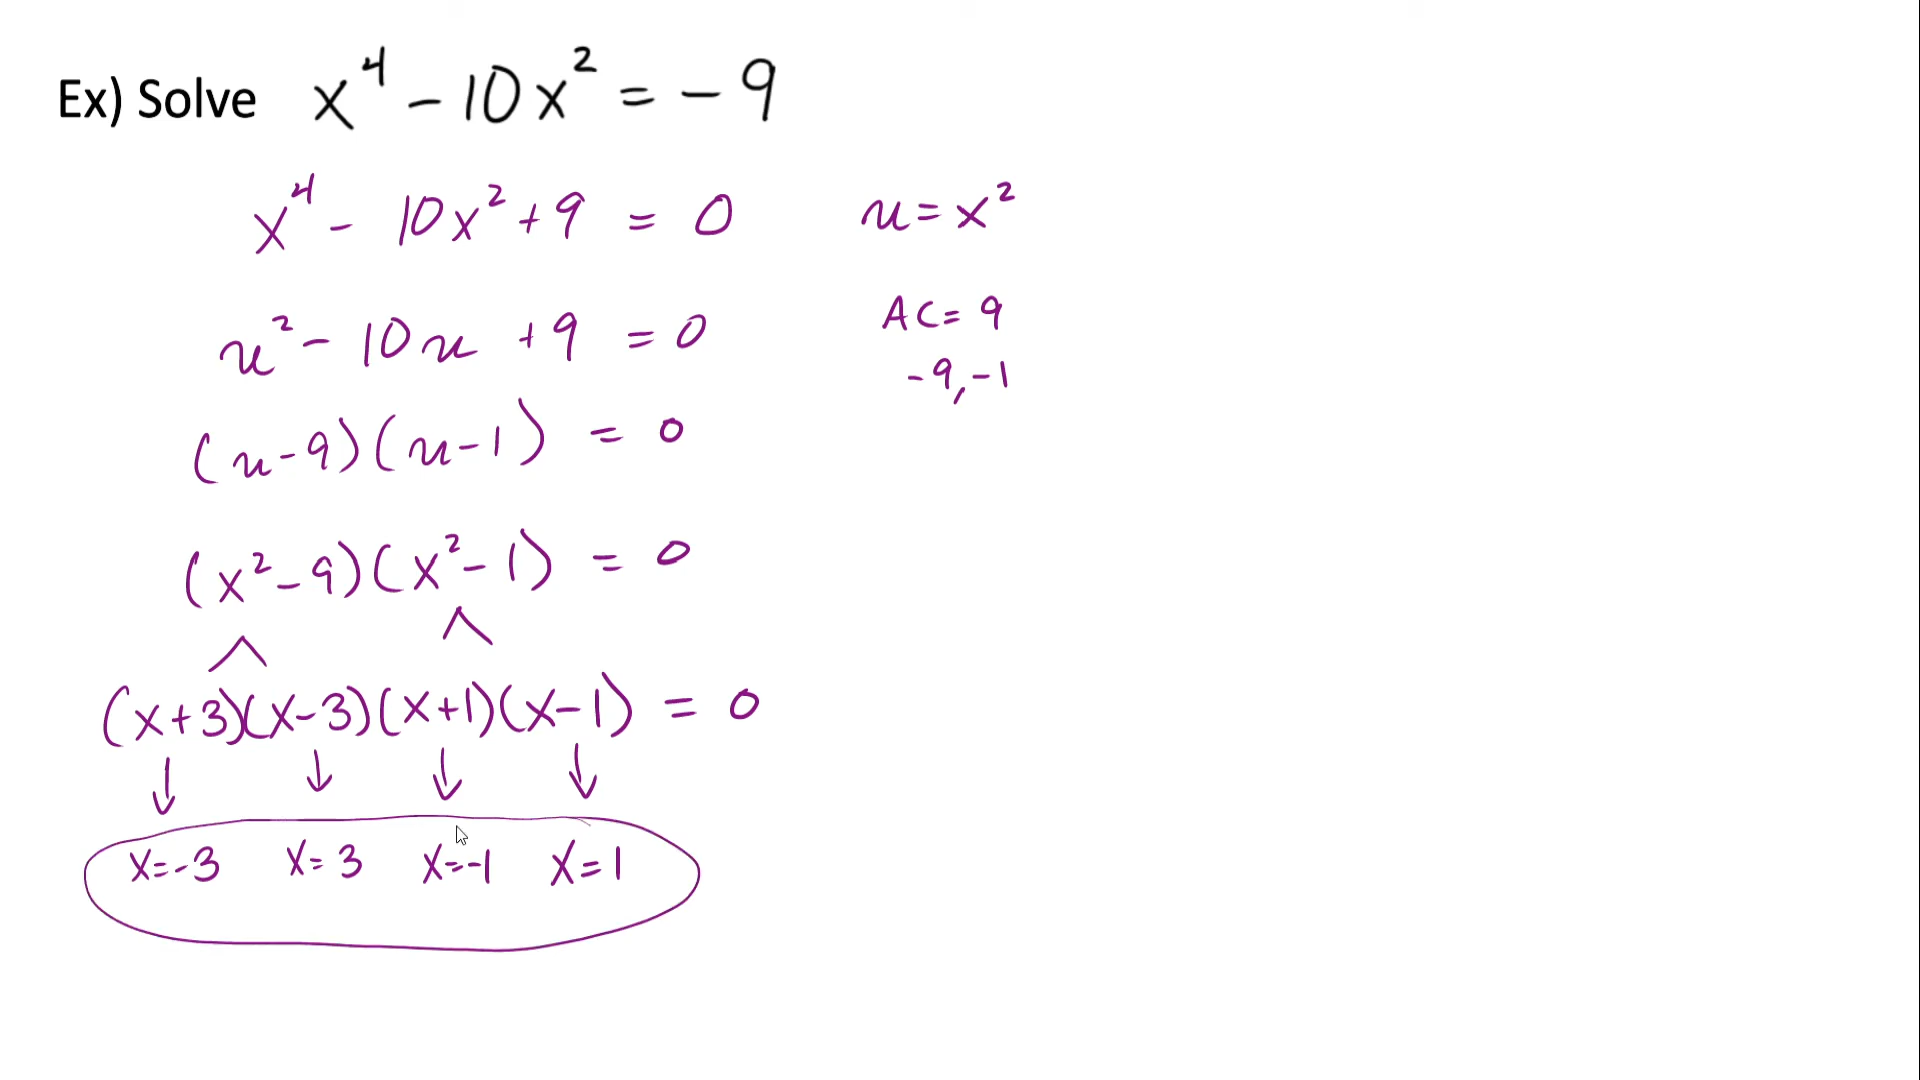 Ex) Solve x⁴ - 10x² = -9
x⁴ - 10x² + 9 = 0
u = x²
u² - 10u + 9 = 0
AC = 9
-9, -1
(u-9)(u-1) = 0
(x²-9)(x²-1) = 0
(x+3)(x-3)(x+1)(x-1) = 0
x=-3 x=3 x=-1 x=1